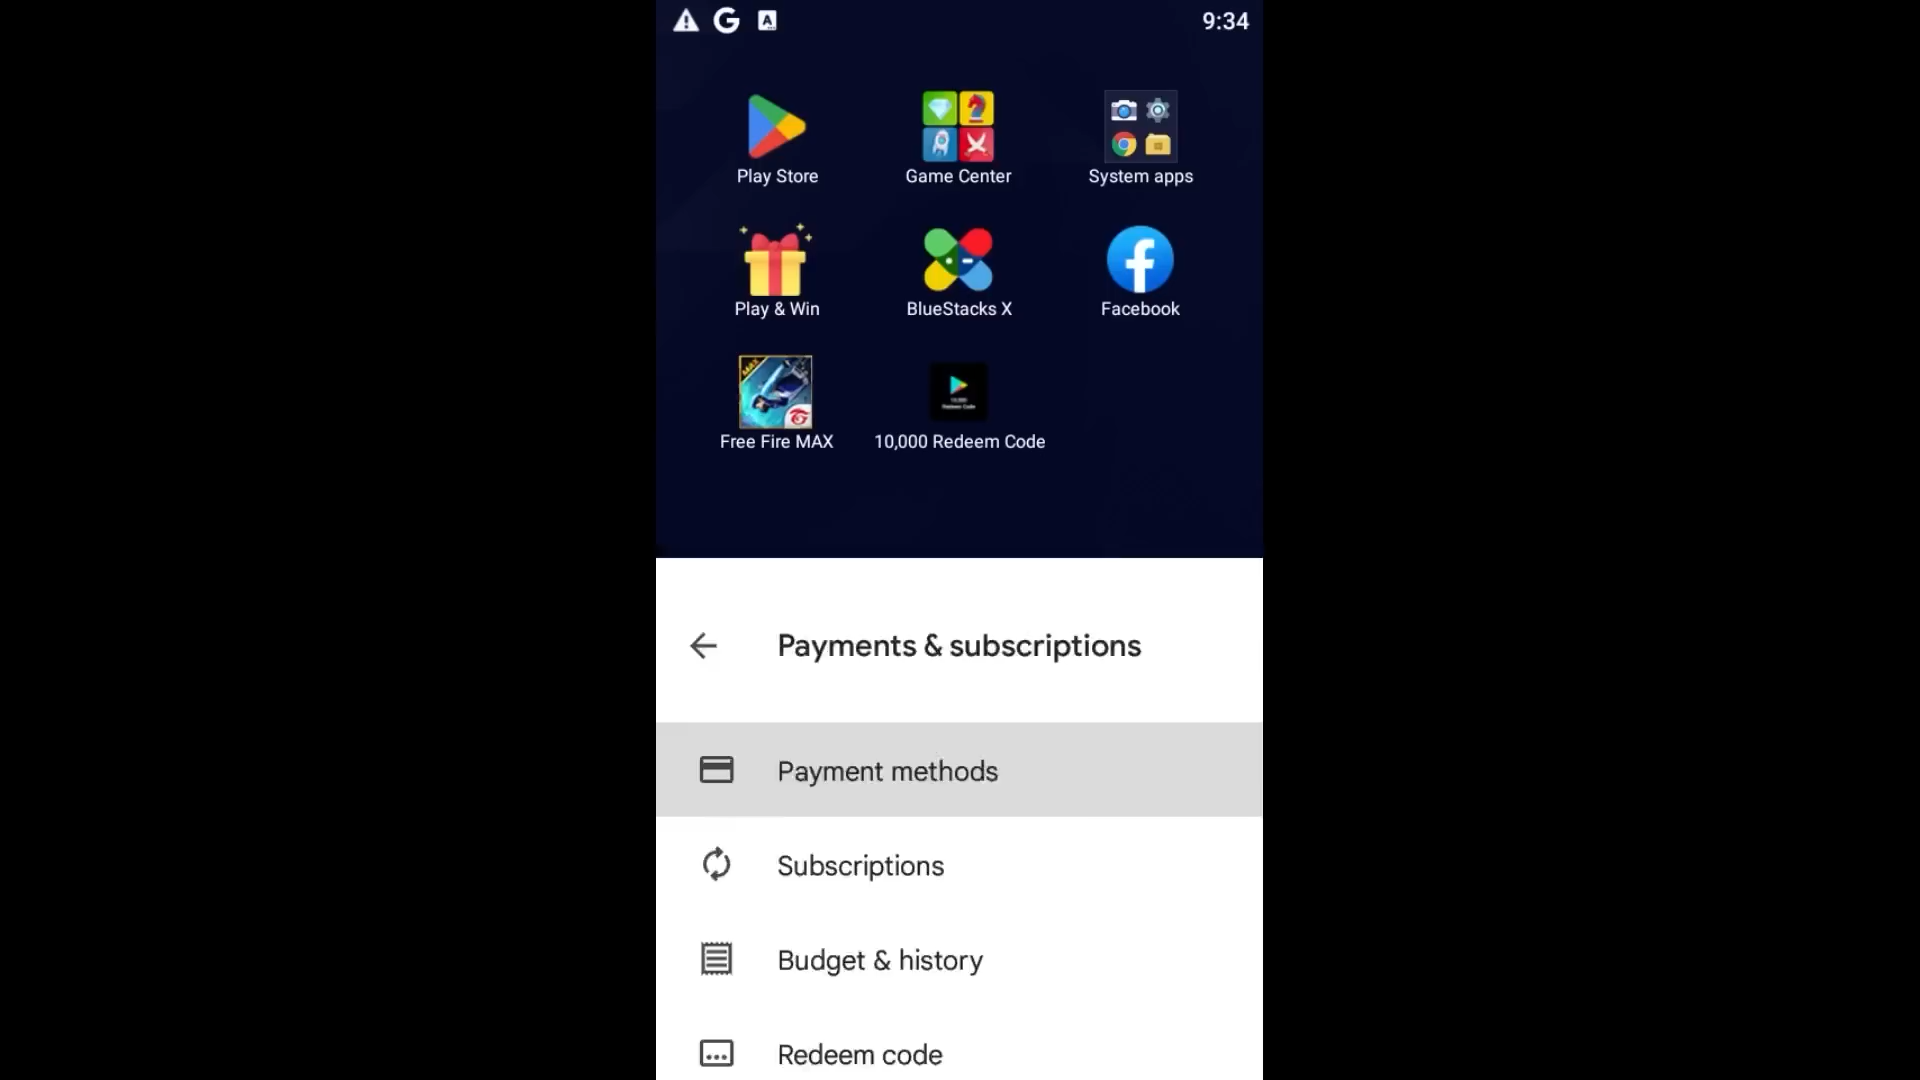 9:34
Play Store
Game Center
System apps
Play & Win
BlueStacks X
Facebook
MAX
Free Fire MAX
10,000 Redeem Code
Payments & subscriptions
Payment methods
Subscriptions
Budget & history
Redeem code